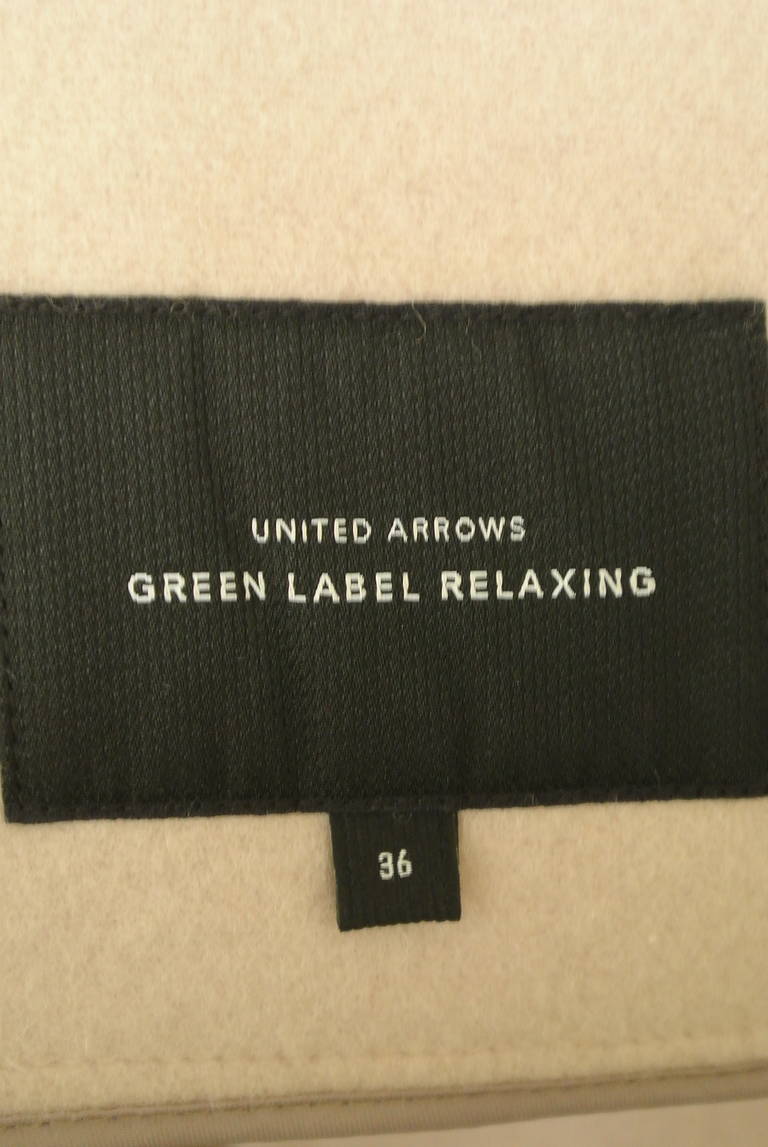 UNITED ARROWS
GREEN LABEL RELAXING
36